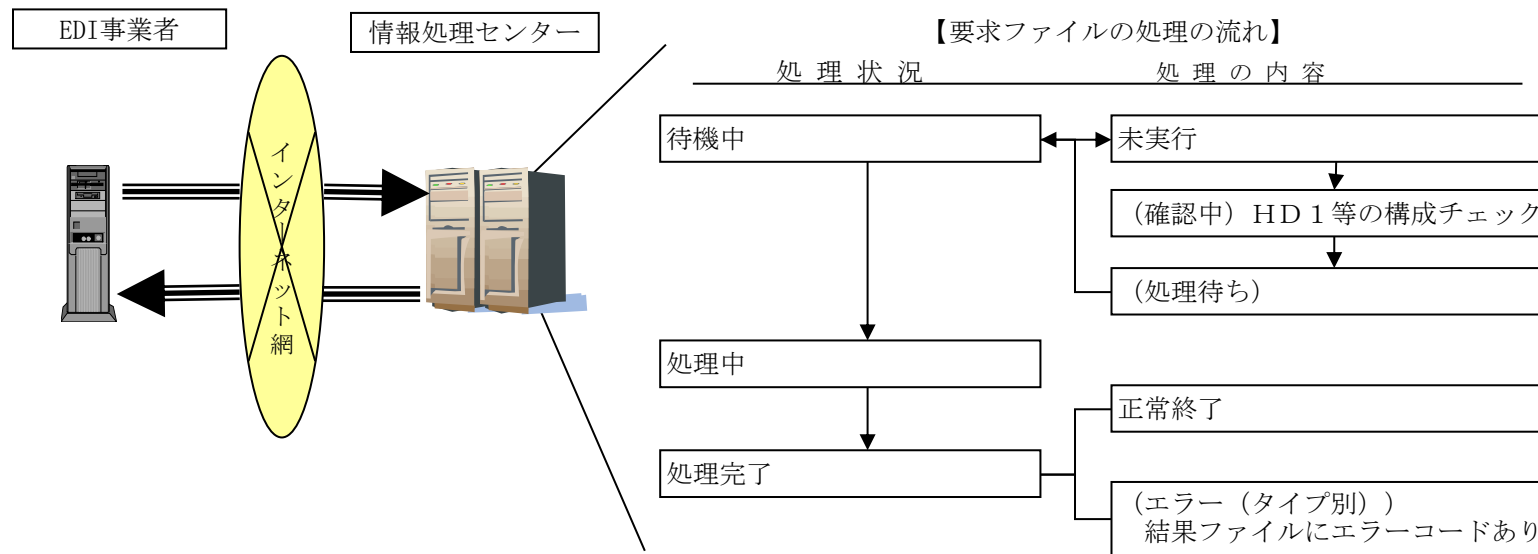 EDI事業者
情報処理センター
インターネット網
【要求ファイルの処理の流れ】
処 理 状 況
処 理 の 内 容
待機中
未実行
(確認中)HD1等の構成チェック
(処理待ち)
処理中
正常終了
処理完了
(エラー(タイプ別))
結果ファイルにエラーコードあり